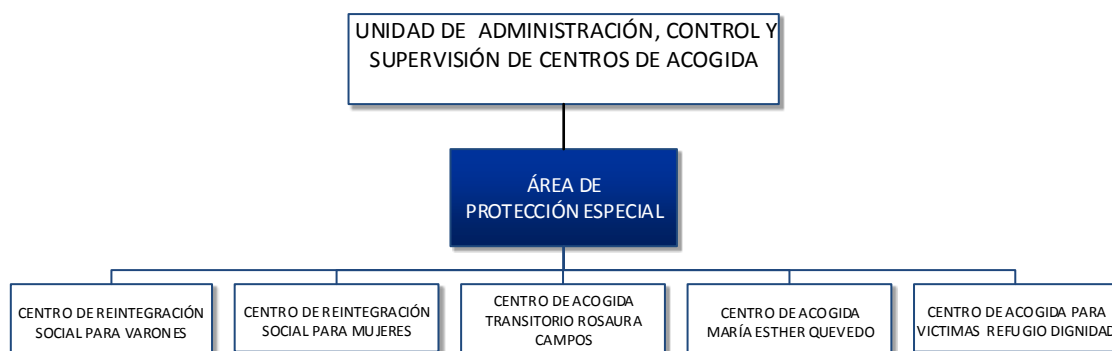 UNIDAD DE ADMINISTRACIÓN, CONTROL Y
SUPERVISIÓN DE CENTROS DE ACOGIDA
ÁREA DE
PROTECCIÓN ESPECIAL
CENTRO DE REINTEGRACIÓN
SOCIAL PARA VARONES
CENTRO DE REINTEGRACIÓN
SOCIAL PARA MUJERES
CENTRO DE ACOGIDA
TRANSITORIO ROSAURA
CAMPOS
CENTRO DE ACOGIDA
MARÍA ESTHER QUEVEDO
CENTRO DE ACOGIDA PARA
VICTIMAS REFUGIO DIGNIDAD